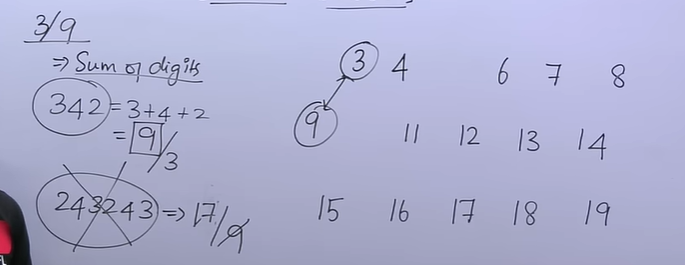 3/9
⇒ Sum of digits
342 = 3+4+2
= 9/3
243243 ⇒ 17/9
3 4 6 7 8
9 11 12 13 14
15 16 17 18 19